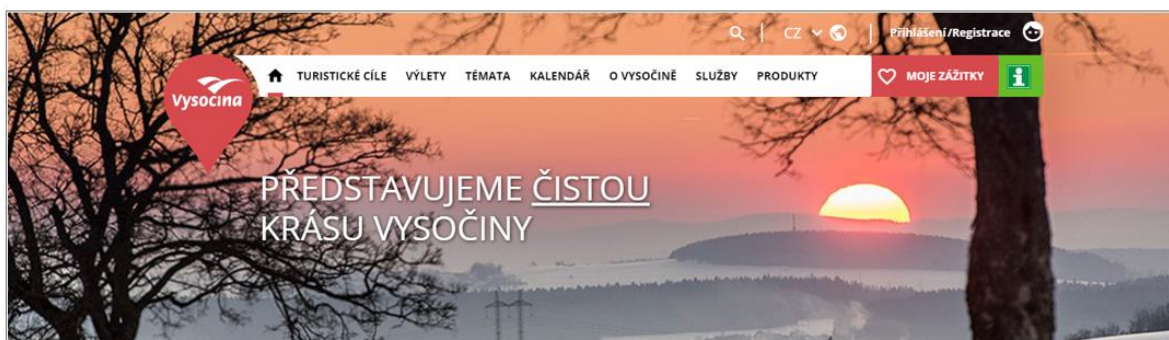 CZ
Přihlášení/Registrace
Vysočina
TURISTICKÉ CÍLE VÝLETY TÉMATA KALENDÁŘ O VYSOČINĚ SLUŽBY PRODUKTY
MOJE ZÁŽITKY
PŘEDSTAVUJEME ČISTOU
KRÁSU VYSOČINY